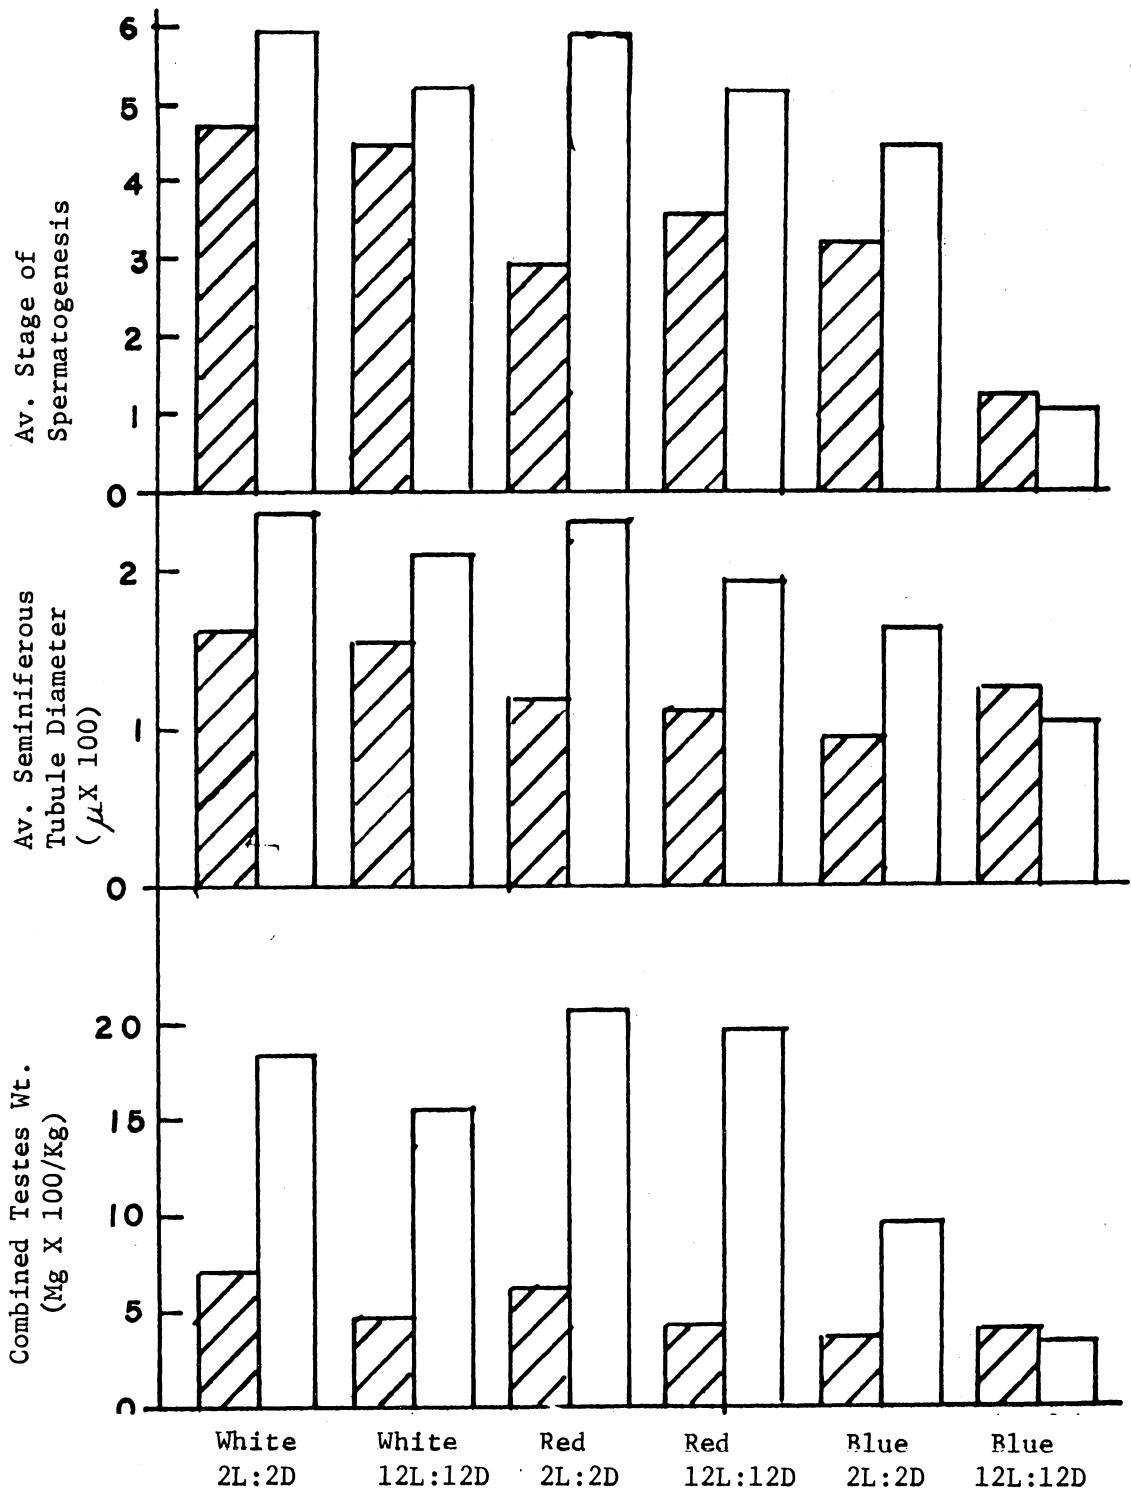 6
5
4
3
2
1
0
Av. Stage of
Spermatogenesis
2
1
0
Av. Seminiferous
Tubule Diameter
(μX 100)
20
15
10
5
0
Combined Testes Wt.
(Mg X 100/Kg)
White White Red Red Blue Blue
2L:2D 12L:12D 2L:2D 12L:12D 2L:2D 12L:12D